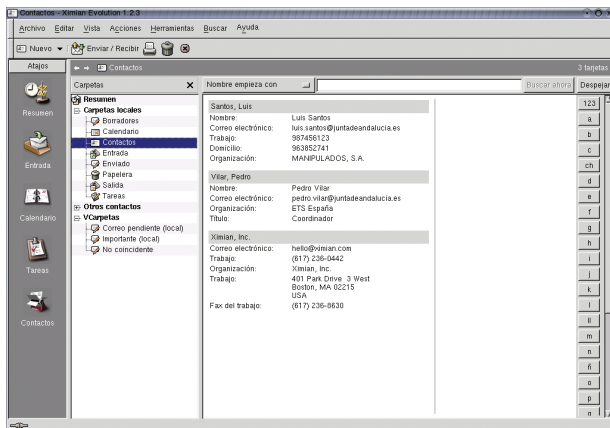 Contactos - Ximian Evolution 1.2.3
Archivo Editar Vista Acciones Herramientas Buscar Ayuda
Nuevo Enviar / Recibir
Atajos
Contactos
3 tarjetas
Resumen
Entrada
Calendario
Tareas
Contactos
Carpetas
Resumen
Carpetas locales
Borradores
Calendario
Contactos
Entrada
Enviado
Papelera
Salida
Tareas
Otros contactos
VCarpetas
Correo pendiente (local)
Importante (local)
No coincidente
Nombre empieza con
Buscar ahora
Despejar
Santos, Luis
Nombre: Luis Santos
Correo electrónico: luis.santos@juntadeandalucia.es
Trabajo: 987456123
Domicilio: 963852741
Organización: MANIPULADOS, S.A.
Vilar, Pedro
Nombre: Pedro Vilar
Correo electrónico: pedro.vilar@juntadeandalucia.es
Organización: ETS España
Título: Coordinador
Ximian, Inc.
Correo electrónico: hello@ximian.com
Trabajo: (617) 236-0442
Organización: Ximian, Inc.
Trabajo: 401 Park Drive 3 West
Boston, MA 02215
USA
Fax del trabajo: (617) 236-8630
123
a
b
c
ch
d
e
f
g
h
i
j
k
l
ll
m
n
ñ
o
p
q